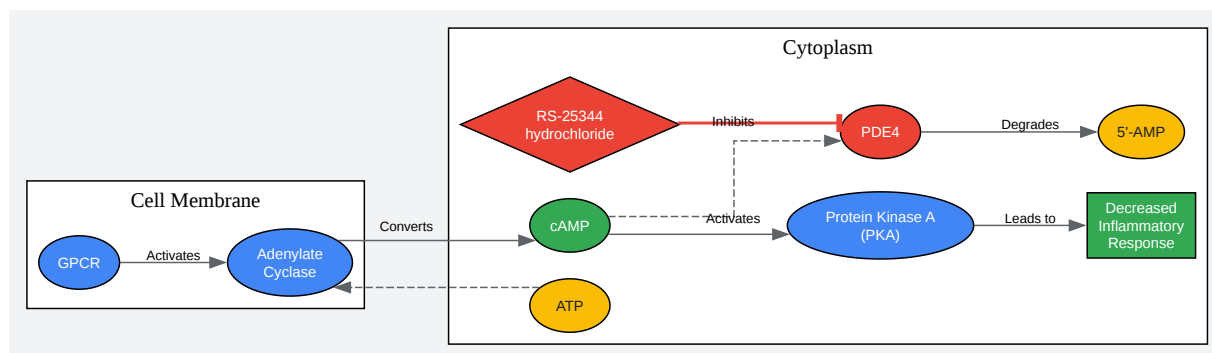 Cytoplasm
RS-25344
hydrochloride
Inhibits
PDE4
Degrades
5'-AMP
Cell Membrane
GPCR
Activates
Adenylate
Cyclase
Converts
cAMP
Activates
Protein Kinase A
(PKA)
Leads to
Decreased
Inflammatory
Response
ATP